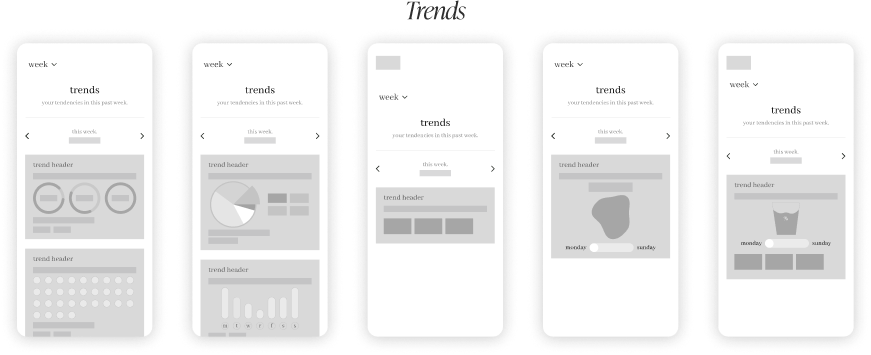 Trends
week
trends
your tendencies in this past week.
this week.
trend header
trend header
week
trends
your tendencies in this past week.
this week.
trend header
trend header
m t w r f s s
week
trends
your tendencies in this past week.
this week.
trend header
week
trends
your tendencies in this past week.
this week.
trend header
monday sunday
week
trends
your tendencies in this past week.
this week.
trend header
monday sunday